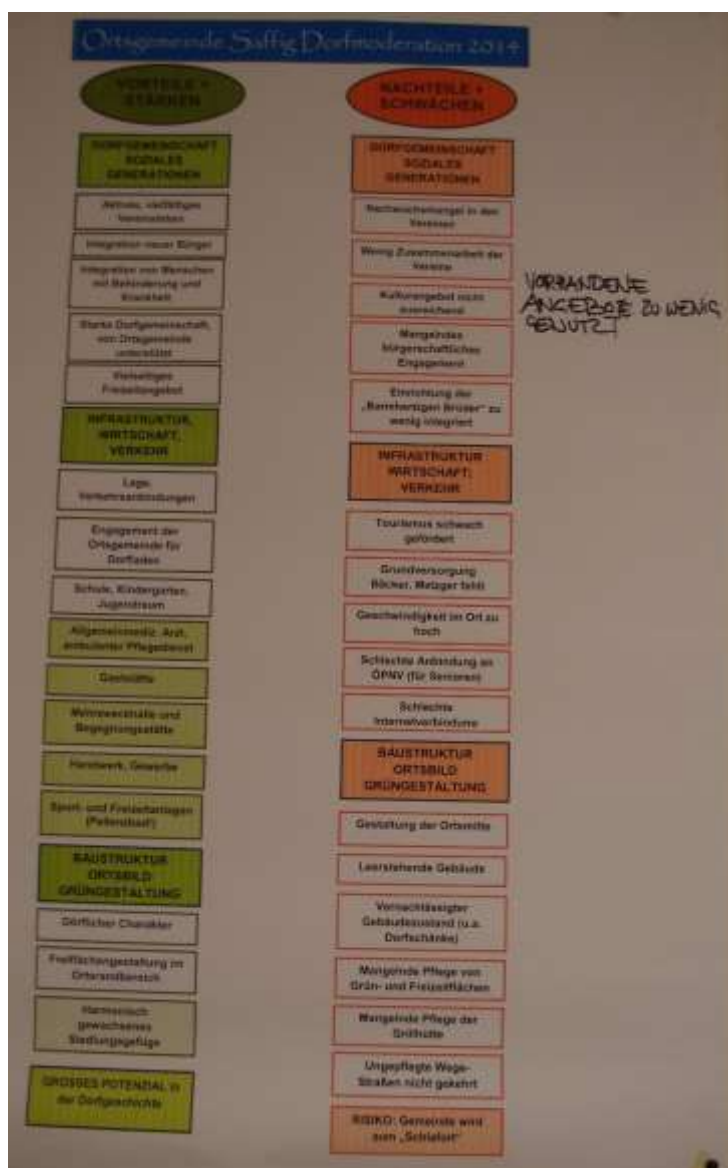 Ortsgemeinde Saffig Dorfmoderation 2014
VORTEILE +
STÄRKEN
DORFGEMEINSCHAFT
SOZIALES
GENERATIONEN
Aktives, vielfältiges
Vereinsleben
Integration neuer Bürger
Integration von Menschen
mit Behinderung und
Krankheit
Starke Dorfgemeinschaft,
von Ortsgemeinde
unterstützt
Vielseitiges
Freizeitangebot
INFRASTRUKTUR,
WIRTSCHAFT,
VERKEHR
Lage,
Verkehrsanbindungen
Engagement der
Ortsgemeinde für
Dorfladen
Schule, Kindergarten,
Jugendraum
Allgemeinmediz. Arzt,
ambulanter Pflegedienst
Gaststätte
Mehrzweckhalle und
Begegnungsstätte
Handwerk, Gewerbe
Sport- und Freizeitanlagen
BAUSTRUKTUR
ORTSBILD
GRÜNGESTALTUNG
Dörflicher Charakter
Freiflächengestaltung im
Ortsrandbereich
Harmonisch
gewachsenes
Siedlungsgefüge
GROSSES POTENZIAL in
der Dorfgeschichte
NACHTEILE +
SCHWÄCHEN
DORFGEMEINSCHAFT
SOZIALES
GENERATIONEN
Nachwuchsmangel in den
Vereinen
Wenig Zusammenarbeit der
Vereine
Kulturangebot nicht
ausreichend
VORHANDENE
ANGEBOTE ZU WENIG
GENUTZT
Mangelndes
bürgerschaftliches
Engagement
Einrichtung der
„Barmherzigen Brüder" zu
wenig integriert
INFRASTRUKTUR
WIRTSCHAFT;
VERKEHR
Tourismus schwach
gefördert
Grundversorgung
Bäcker, Metzger fehlt
Geschwindigkeit im Ort zu
hoch
Schlechte Anbindung an
ÖPNV (für Senioren)
Schlechte
Internetverbindung
BAUSTRUKTUR
ORTSBILD
GRÜNGESTALTUNG
Gestaltung der Ortsmitte
Leerstehende Gebäude
Vernachlässigter
Gebäudezustand (u.a.
Dorfschänke)
Mangelnde Pflege von
Grün- und Freizeitflächen
Mangelnde Pflege der
Grillhütte
Ungepflegte Wege-
Straßen nicht gekehrt
RISIKO: Gemeinde wird
zum „Schlafort"